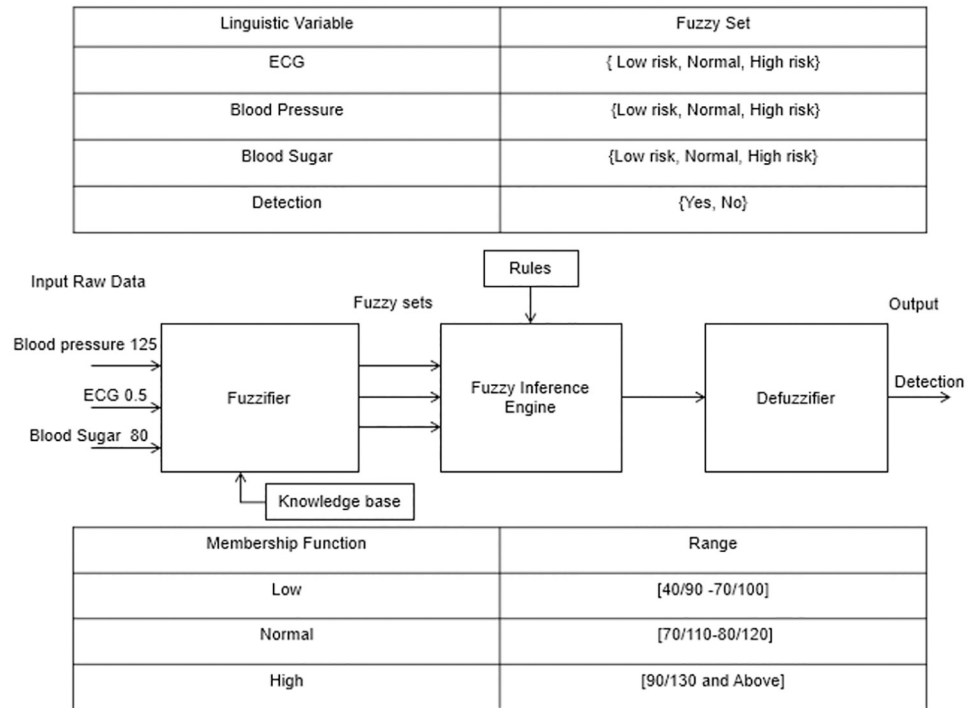 Linguistic Variable Fuzzy Set
ECG { Low risk, Normal, High risk}
Blood Pressure {Low risk, Normal, High risk}
Blood Sugar {Low risk, Normal, High risk}
Detection {Yes, No}
Rules
Input Raw Data
Fuzzy sets
Output
Blood pressure 125
ECG 0.5
Blood Sugar 80
Fuzzifier
Fuzzy Inference
Engine
Defuzzifier
Detection
Knowledge base
Membership Function Range
Low [40/90 -70/100]
Normal [70/110-80/120]
High [90/130 and Above]